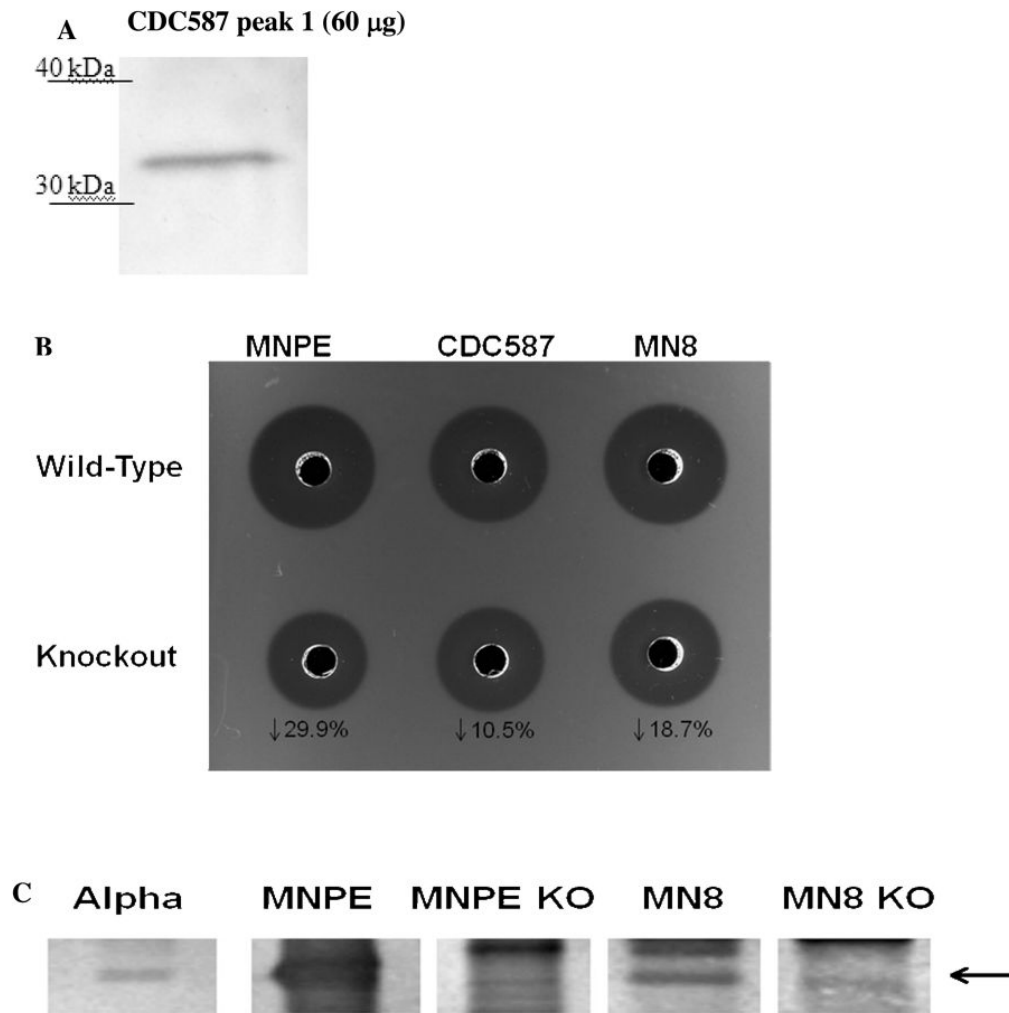 A CDC587 peak 1 (60 µg)
40 kDa
30 kDa
B
MNPE CDC587 MN8
Wild-Type
Knockout
↓29.9% ↓10.5% ↓18.7%
C Alpha MNPE MNPE KO MN8 MN8 KO